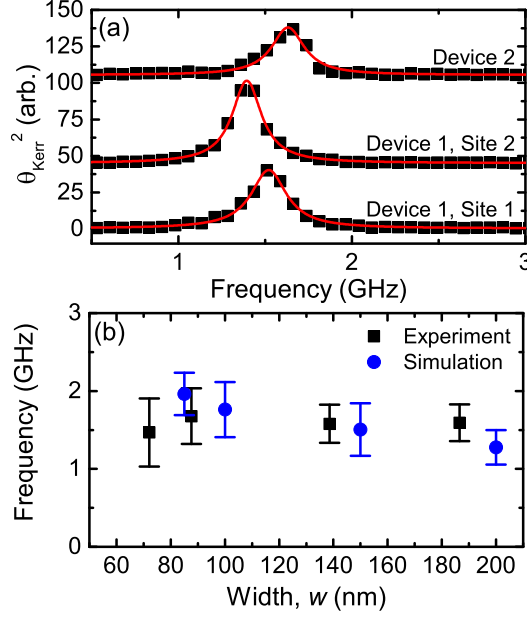 (a)
θKerr² (arb.)
150
125
100
75
50
25
0
Device 2
Device 1, Site 2
Device 1, Site 1
1 2 3
Frequency (GHz)
(b)
Experiment
Simulation
Frequency (GHz)
3
2
1
0
60 80 100 120 140 160 180 200
Width, w (nm)